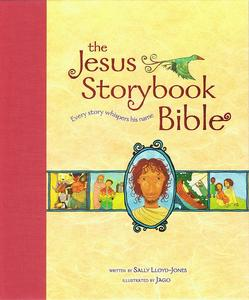 the
Jesus
Storybook
Every story whispers his name
Bible
WRITTEN BY SALLY LLOYD-JONES
ILLUSTRATED BY JAGO